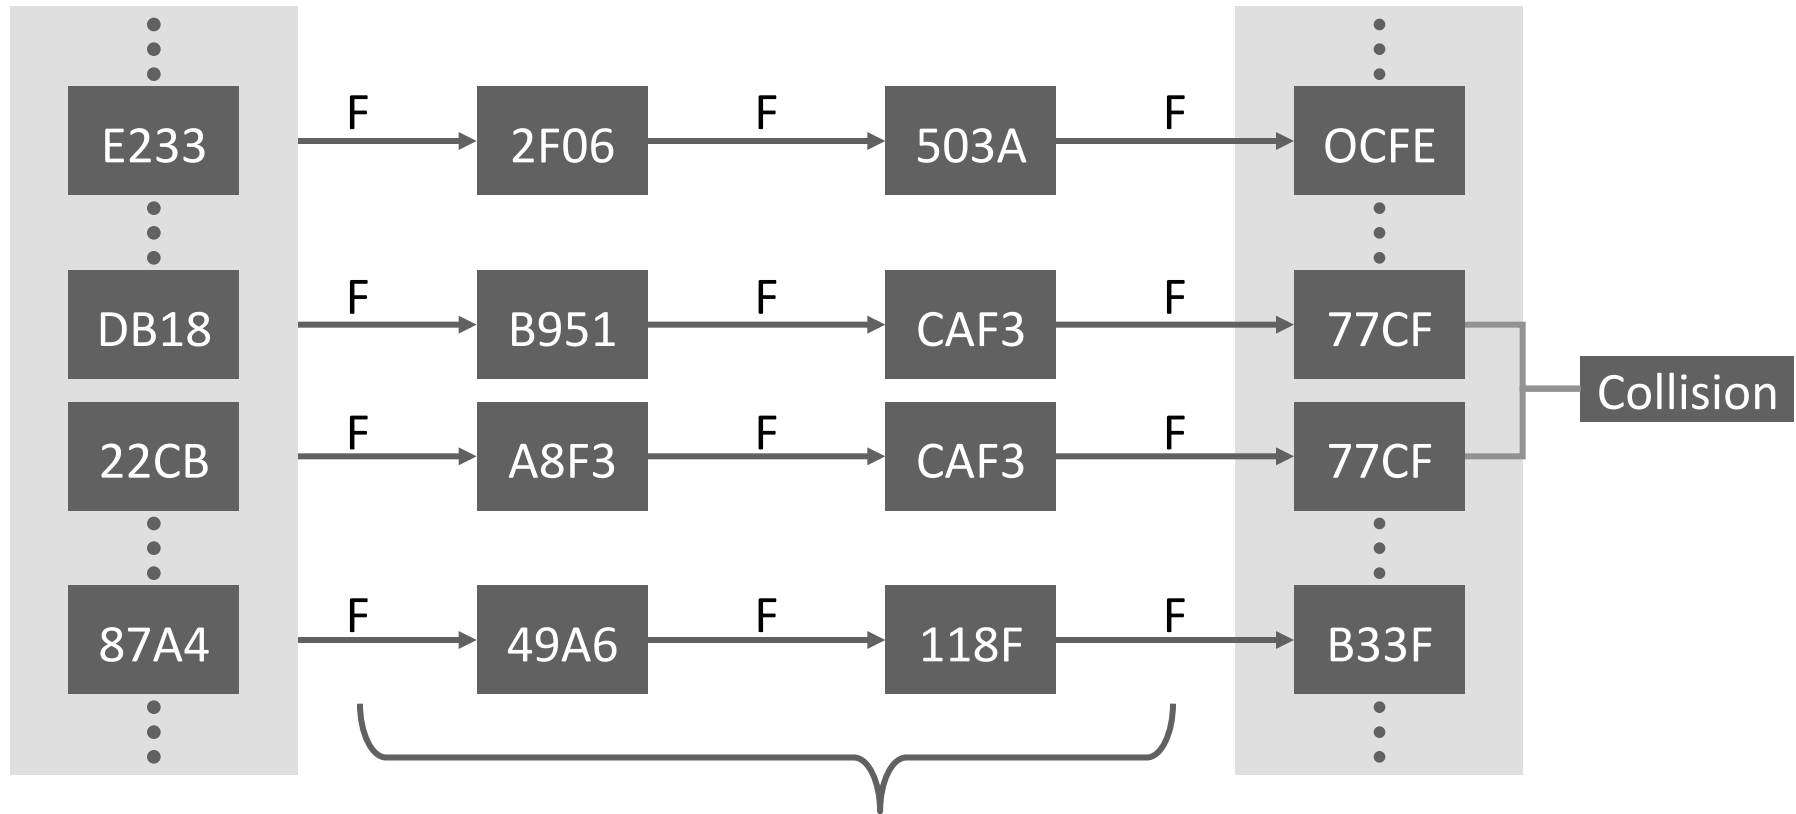 F F F
E233 2F06 503A OCFE
F F F
DB18 B951 CAF3 77CF
Collision
F F F
22CB A8F3 CAF3 77CF
F F F
87A4 49A6 118F B33F